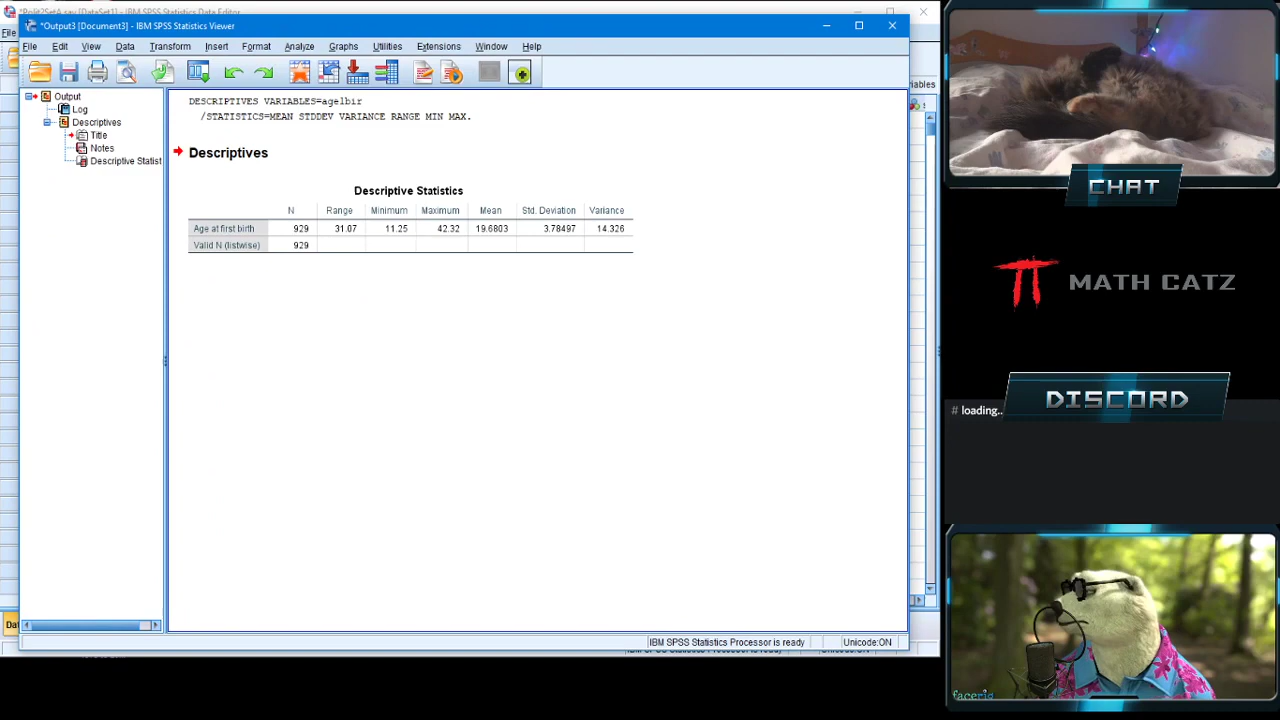 *Output3 [Document3] - IBM SPSS Statistics Viewer
File Edit View Data Transform Insert Format Analyze Graphs Utilities Extensions Window Help
Output
Log
Descriptives
Title
Notes
Descriptive Statist
DESCRIPTIVES VARIABLES=age1bir
/STATISTICS=MEAN STDDEV VARIANCE RANGE MIN MAX.
Descriptives
Descriptive Statistics
N Range Minimum Maximum Mean Std. Deviation Variance
Age at first birth 929 31.07 11.25 42.32 19.6803 3.78497 14.326
Valid N (listwise) 929
IBM SPSS Statistics Processor is ready Unicode:ON
CHAT
MATH CATZ
DISCORD
# loading..
facerig